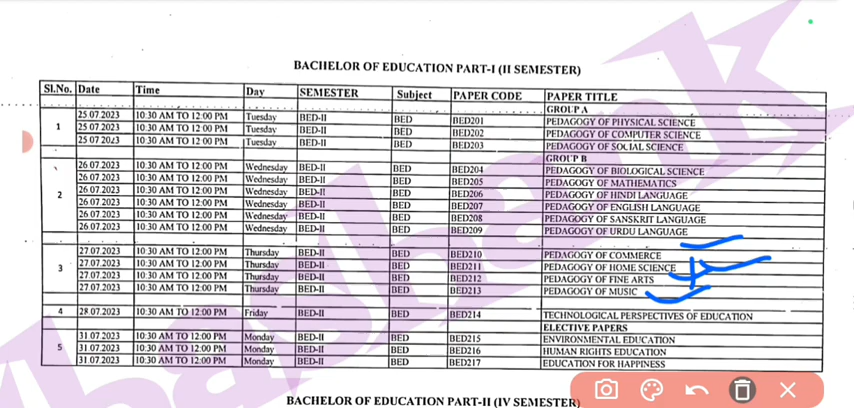 BACHELOR OF EDUCATION PART-I (II SEMESTER)
Sl.No. Date Time Day SEMESTER Subject PAPER CODE PAPER TITLE
GROUP A
25 07 2023 10:30 AM TO 12:00 PM Tuesday BED-II BED BED201 PEDAGOGY OF PHYSICAL SCIENCE
1 25 07 2023 10:30 AM TO 12:00 PM Tuesday BED-II BED BED202 PEDAGOGY OF COMPUTER SCIENCE
25 07 2023 10:30 AM TO 12:00 PM Tuesday BED-II BED BED203 PEDAGOGY OF SOCIAL SCIENCE
GROUP B
26.07.2023 10:30 AM TO 12:00 PM Wednesday BED-II BED BED204 PEDAGOGY OF BIOLOGICAL SCIENCE
26.07.2023 10:30 AM TO 12:00 PM Wednesday BED-II BED BED205 PEDAGOGY OF MATHEMATICS
2 26.07.2023 10:30 AM TO 12:00 PM Wednesday BED-II BED BED206 PEDAGOGY OF HINDI LANGUAGE
26.07.2023 10:30 AM TO 12:00 PM Wednesday BED-II BED BED207 PEDAGOGY OF ENGLISH LANGUAGE
26.07.2023 10:30 AM TO 12:00 PM Wednesday BED-II BED BED208 PEDAGOGY OF SANSKRIT LANGUAGE
26.07.2023 10:30 AM TO 12:00 PM Wednesday BED-II BED BED209 PEDAGOGY OF URDU LANGUAGE
27.07.2023 10:30 AM TO 12:00 PM Thursday BED-II BED BED210 PEDAGOGY OF COMMERCE
3 27.07.2023 10:30 AM TO 12:00 PM Thursday BED-II BED BED211 PEDAGOGY OF HOME SCIENCE
27.07.2023 10:30 AM TO 12:00 PM Thursday BED-II BED BED212 PEDAGOGY OF FINE ARTS
27.07.2023 10:30 AM TO 12:00 PM Thursday BED-II BED BED213 PEDAGOGY OF MUSIC
4 28.07.2023 10:30 AM TO 12:00 PM Friday BED-II BED BED214 TECHNOLOGICAL PERSPECTIVES OF EDUCATION
ELECTIVE PAPERS
31.07.2023 10:30 AM TO 12:00 PM Monday BED-II BED BED215 ENVIRONMENTAL EDUCATION
5 31.07.2023 10:30 AM TO 12:00 PM Monday BED-II BED BED216 HUMAN RIGHTS EDUCATION
31.07.2023 10:30 AM TO 12:00 PM Monday BED-II BED BED217 EDUCATION FOR HAPPINESS
BACHELOR OF EDUCATION PART-II (IV SEMESTER)